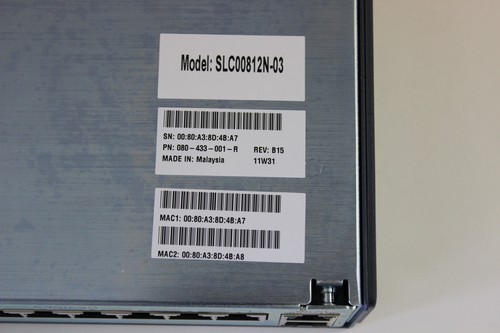 Model: SLC00812N-03
SN: 00:80:A3:8D:4B:A7
PN: 080-433-001-R REV: B15
MADE IN: Malaysia 11W31
MAC1: 00:80:A3:8D:4B:A7
MAC2: 00:80:A3:8D:4B:A8